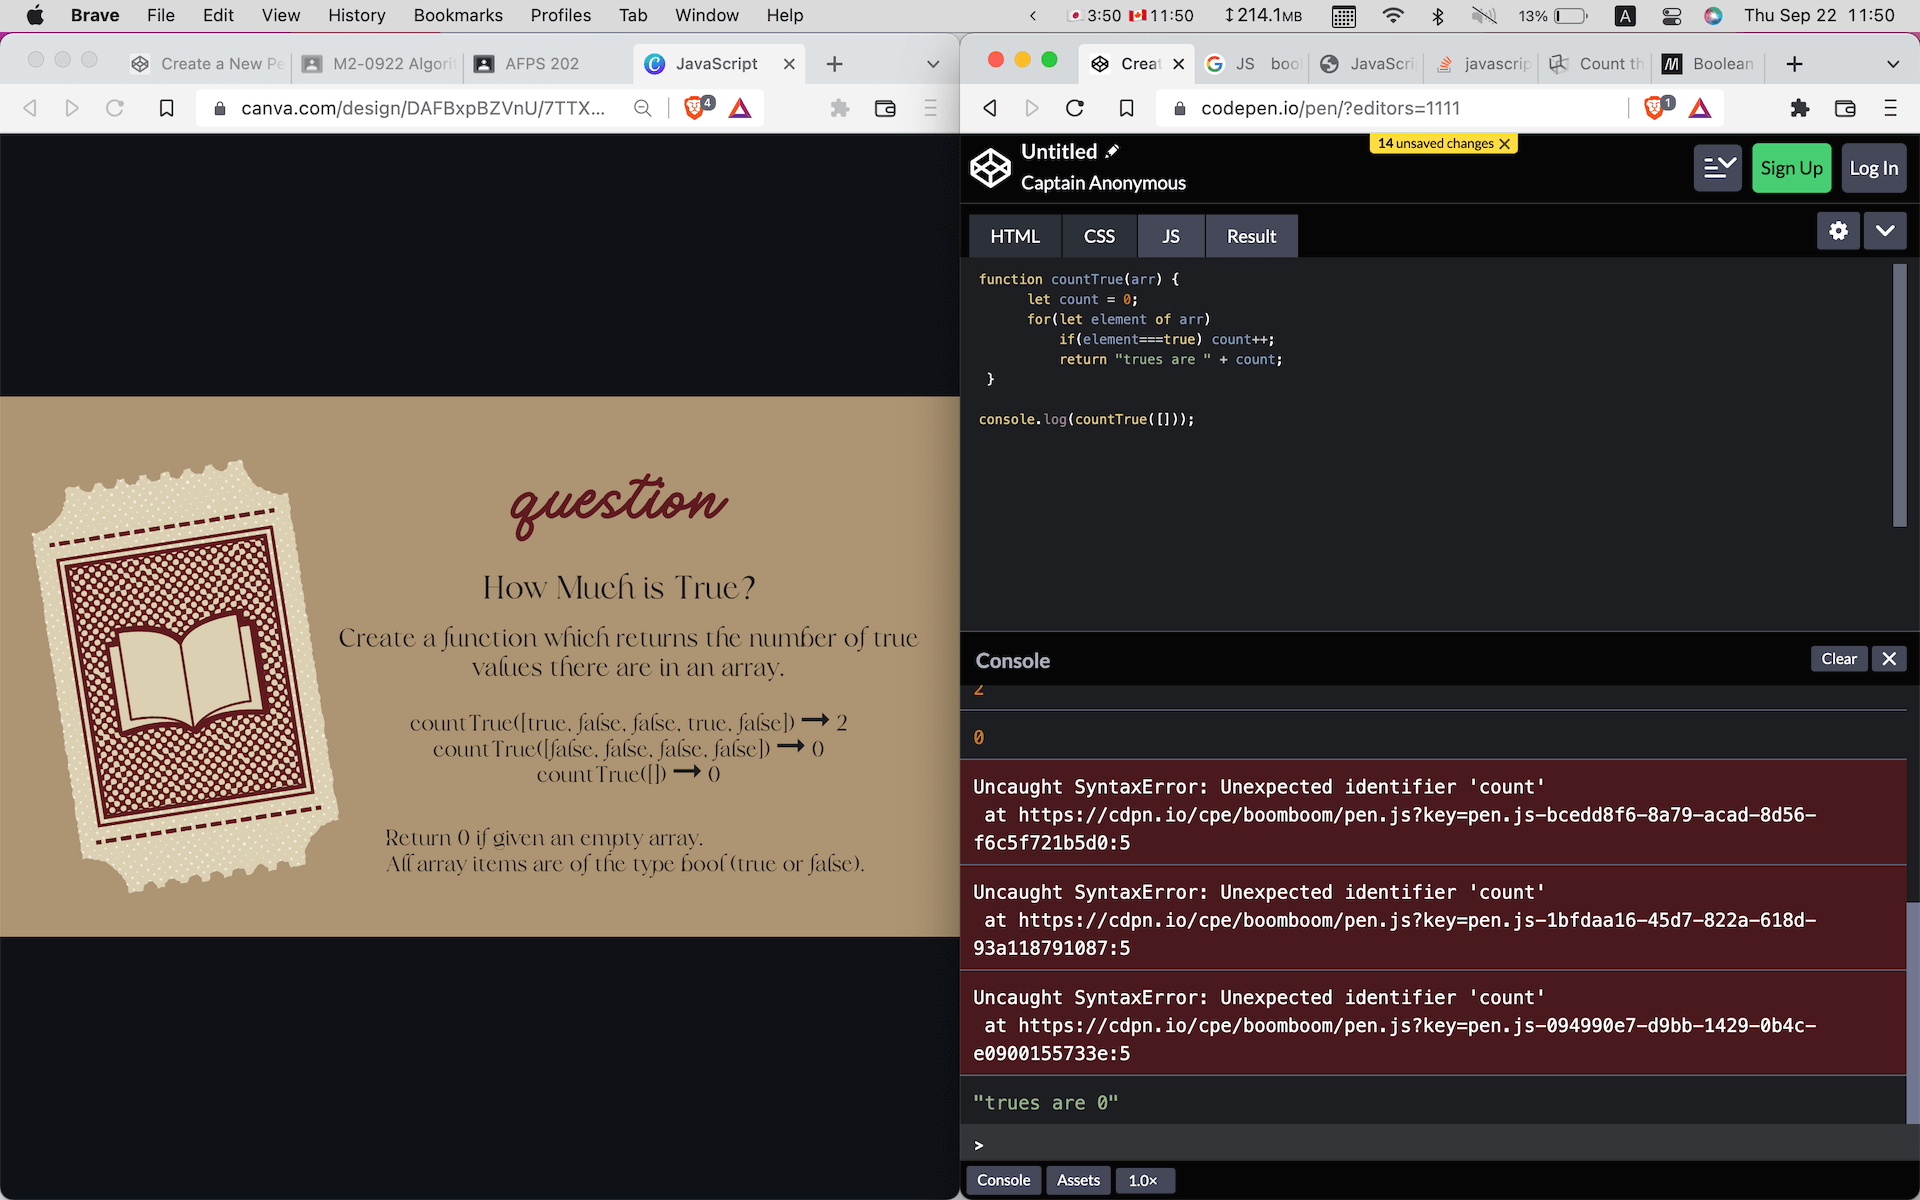 Brave File Edit View History Bookmarks Profiles Tab Window Help
3:50 11:50 214.1MB 13% A Thu Sep 22 11:50
Create a New Pe M2-0922 Algorit AFPS 202 JavaScript
canva.com/design/DAFBxpBZVnU/7TTX... 4
question
How Much is True?
Create a function which returns the number of true
values there are in an array.
countTrue([true, false, false, true, false]) → 2
countTrue([false, false, false, false]) → 0
countTrue([]) → 0
Return 0 if given an empty array.
All array items are of the type bool (true or false).
Creat JS bool JavaScri javascrip Count th Boolean
codepen.io/pen/?editors=1111 1
14 unsaved changes
Untitled
Captain Anonymous
Sign Up Log In
HTML CSS JS Result
function countTrue(arr) {
let count = 0;
for(let element of arr)
if(element===true) count++;
return "trues are " + count;
}
console.log(countTrue([]));
Console Clear
2
0
Uncaught SyntaxError: Unexpected identifier 'count'
at https://cdpn.io/cpe/boomboom/pen.js?key=pen.js-bcedd8f6-8a79-acad-8d56-
f6c5f721b5d0:5
Uncaught SyntaxError: Unexpected identifier 'count'
at https://cdpn.io/cpe/boomboom/pen.js?key=pen.js-1bfdaa16-45d7-822a-618d-
93a118791087:5
Uncaught SyntaxError: Unexpected identifier 'count'
at https://cdpn.io/cpe/boomboom/pen.js?key=pen.js-094990e7-d9bb-1429-0b4c-
e0900155733e:5
"trues are 0"
>
Console Assets 1.0×